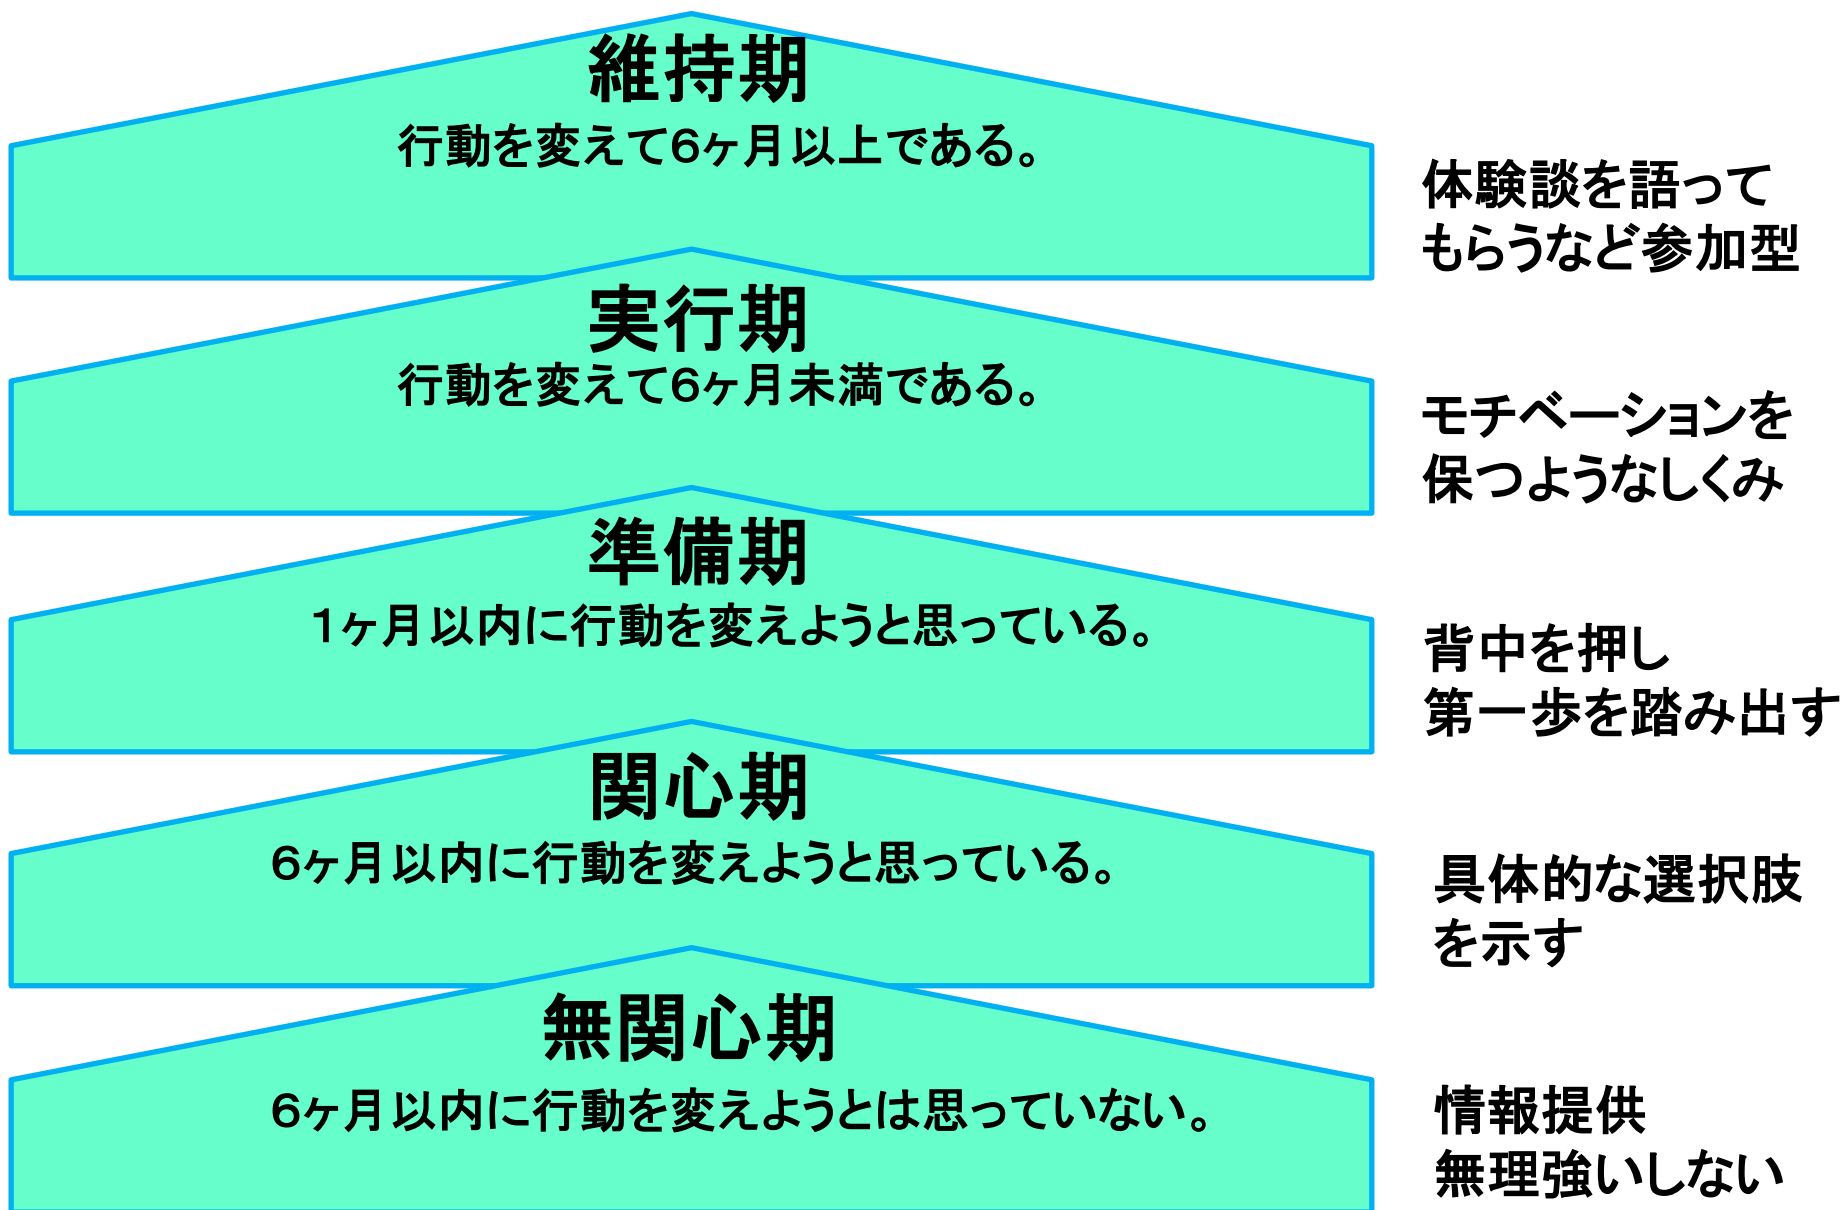 維持期
行動を変えて６ヶ月以上である。
体験談を語って
もらうなど参加型
実行期
行動を変えて６ヶ月未満である。
モチベーションを
保つようなしくみ
準備期
１ヶ月以内に行動を変えようと思っている。
背中を押し
第一歩を踏み出す
関心期
６ヶ月以内に行動を変えようと思っている。
具体的な選択肢
を示す
無関心期
６ヶ月以内に行動を変えようとは思っていない。
情報提供
無理強いしない